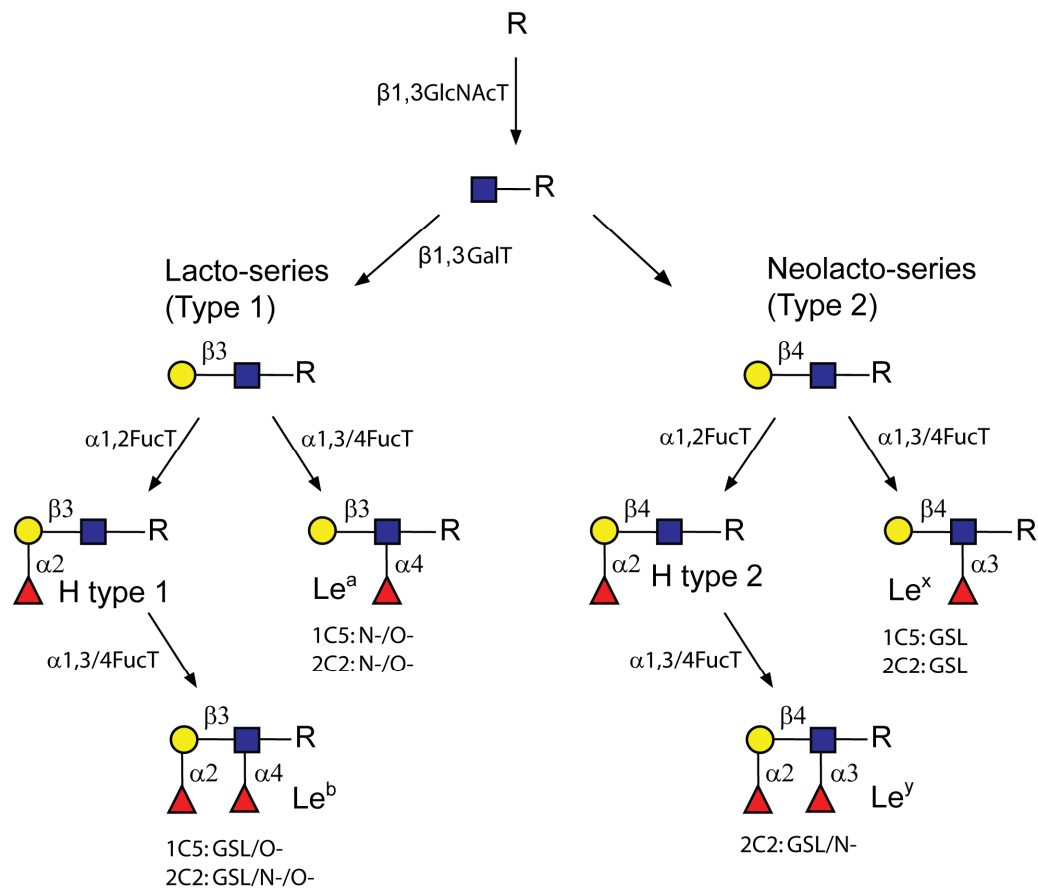 R
β1,3GlcNAcT
R
β1,3GalT
Lacto-series
(Type 1)
Neolacto-series
(Type 2)
β3
R
β4
R
α1,2FucT
α1,3/4FucT
α1,2FucT
α1,3/4FucT
β3
R
α2
H type 1
β3
R
α4
Leᵃ
1C5: N-/O-
2C2: N-/O-
β4
R
α2
H type 2
β4
R
α3
Leˣ
1C5: GSL
2C2: GSL
α1,3/4FucT
α1,3/4FucT
β3
R
α2
α4
Leᵇ
1C5: GSL/O-
2C2: GSL/N-/O-
β4
R
α2
α3
Leʸ
2C2: GSL/N-